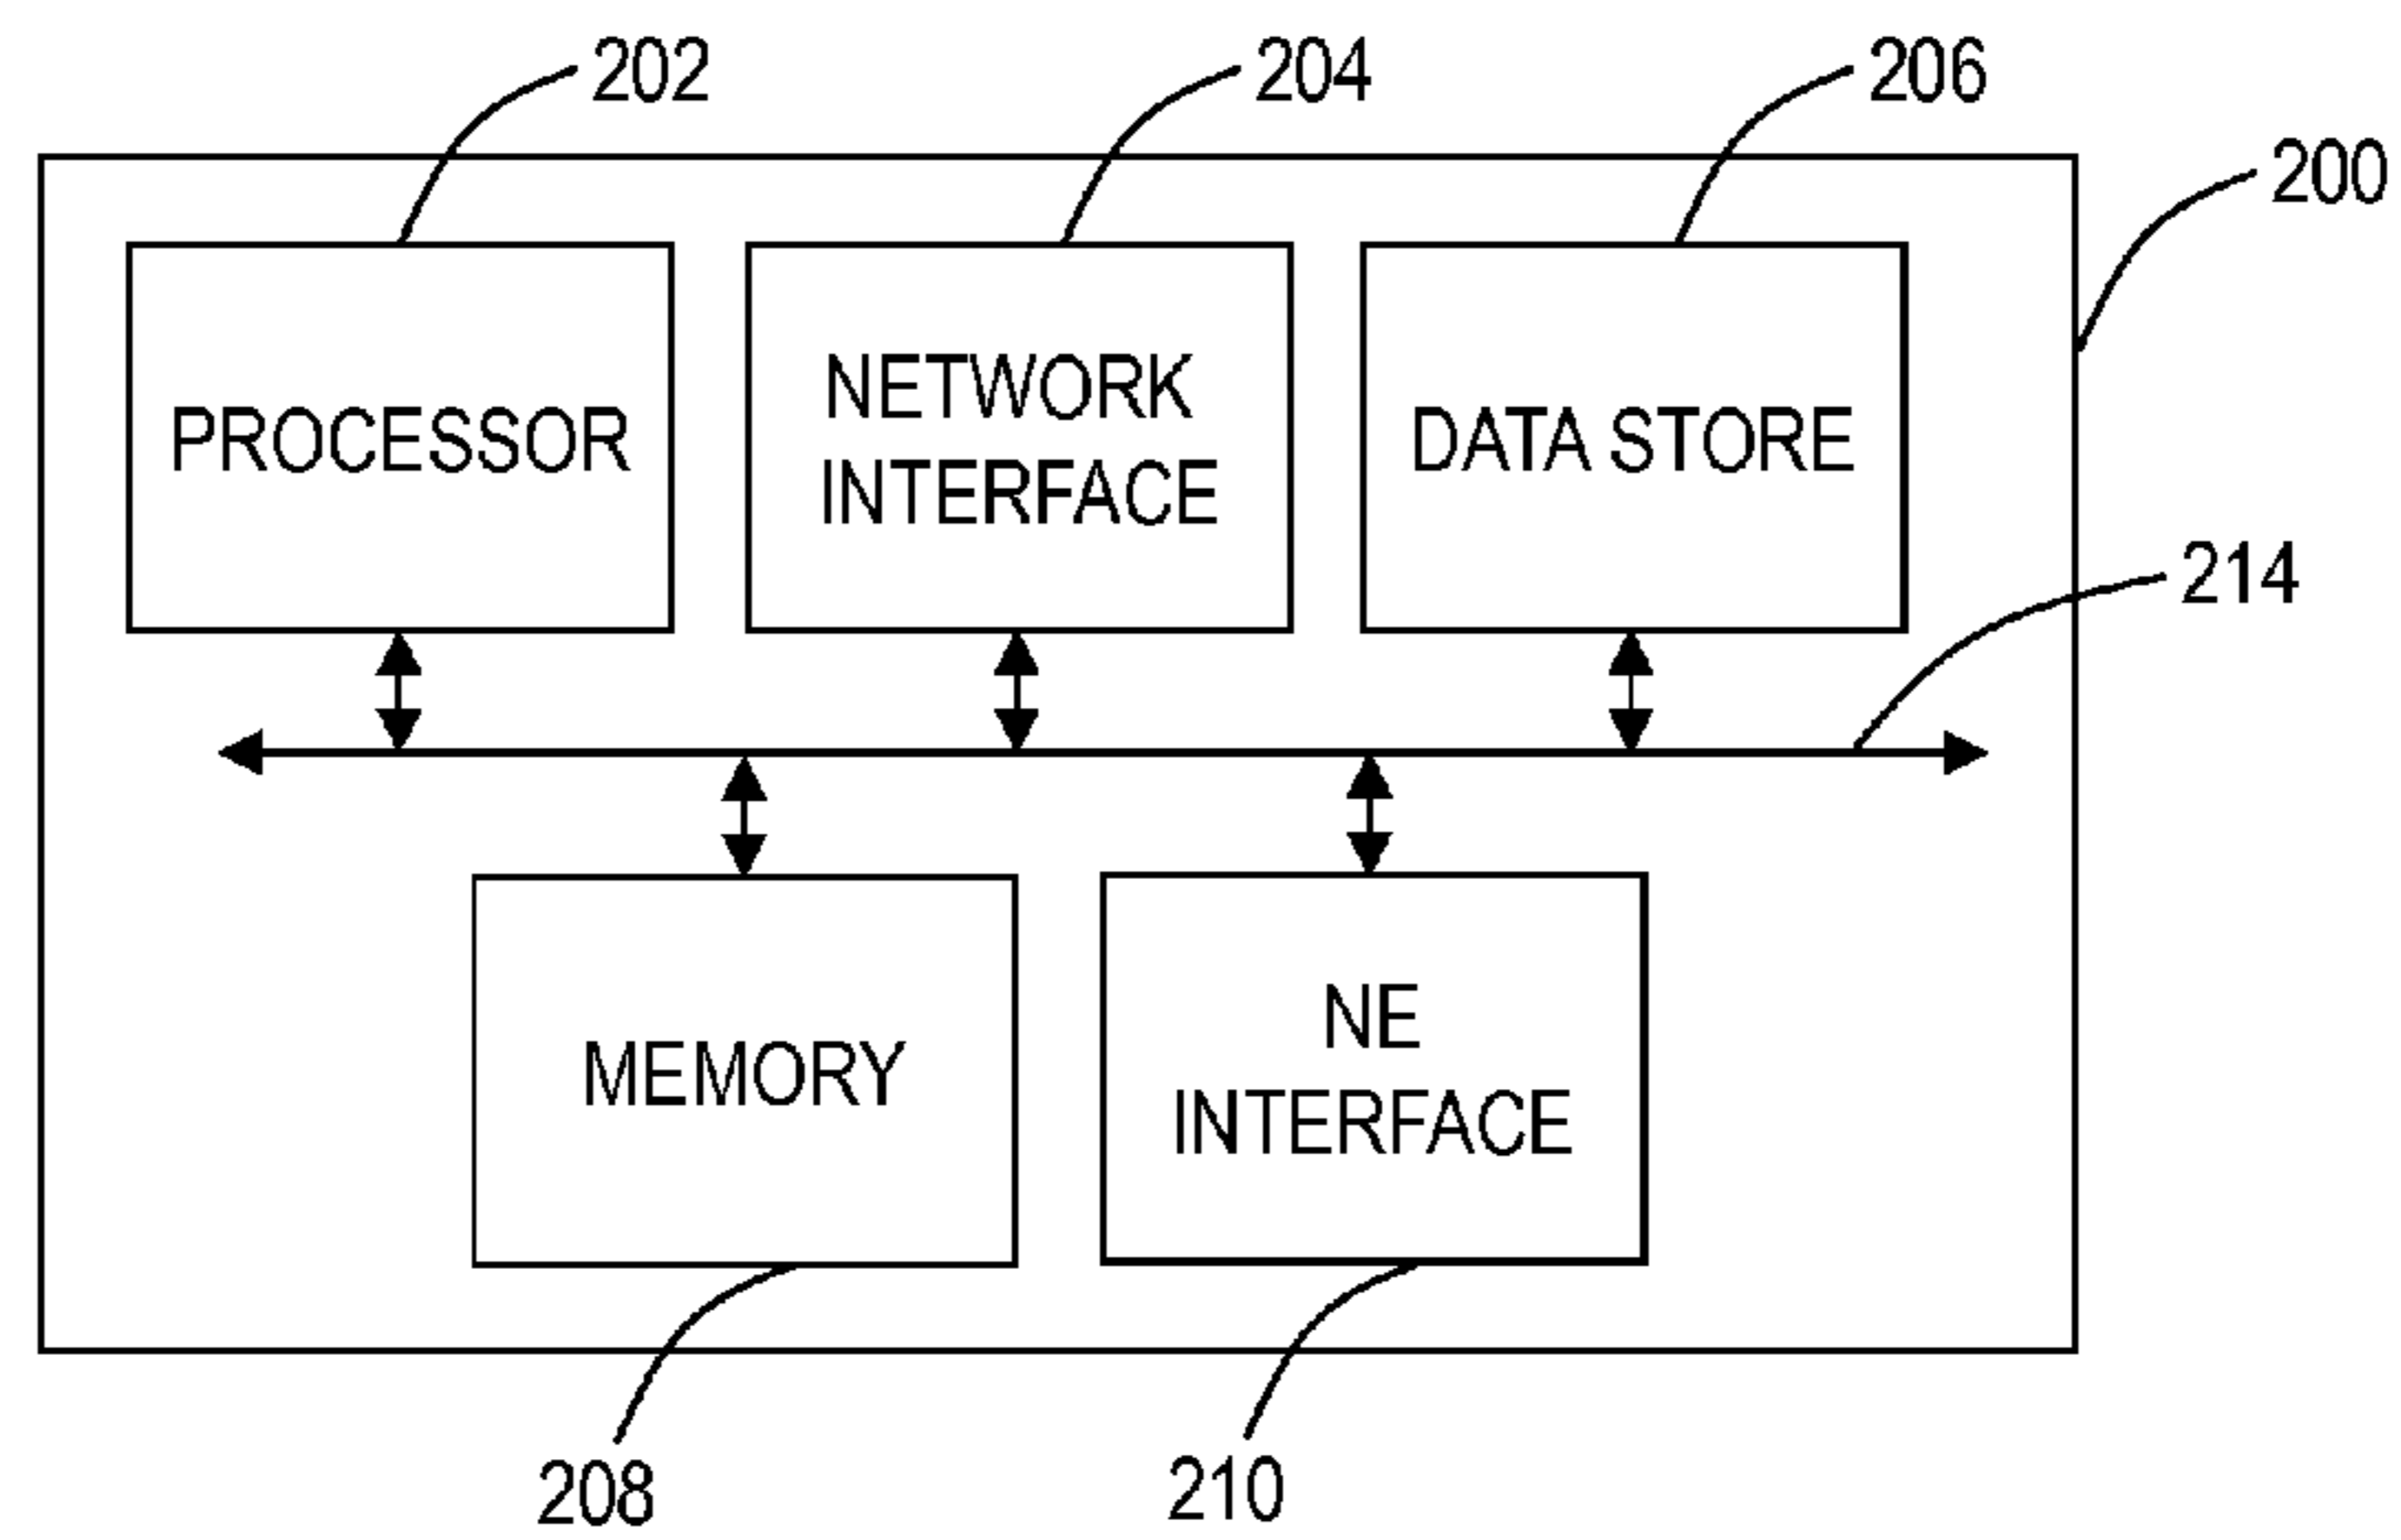 202
204
206
200
PROCESSOR
NETWORK
INTERFACE
DATA STORE
214
MEMORY
NE
INTERFACE
208
210